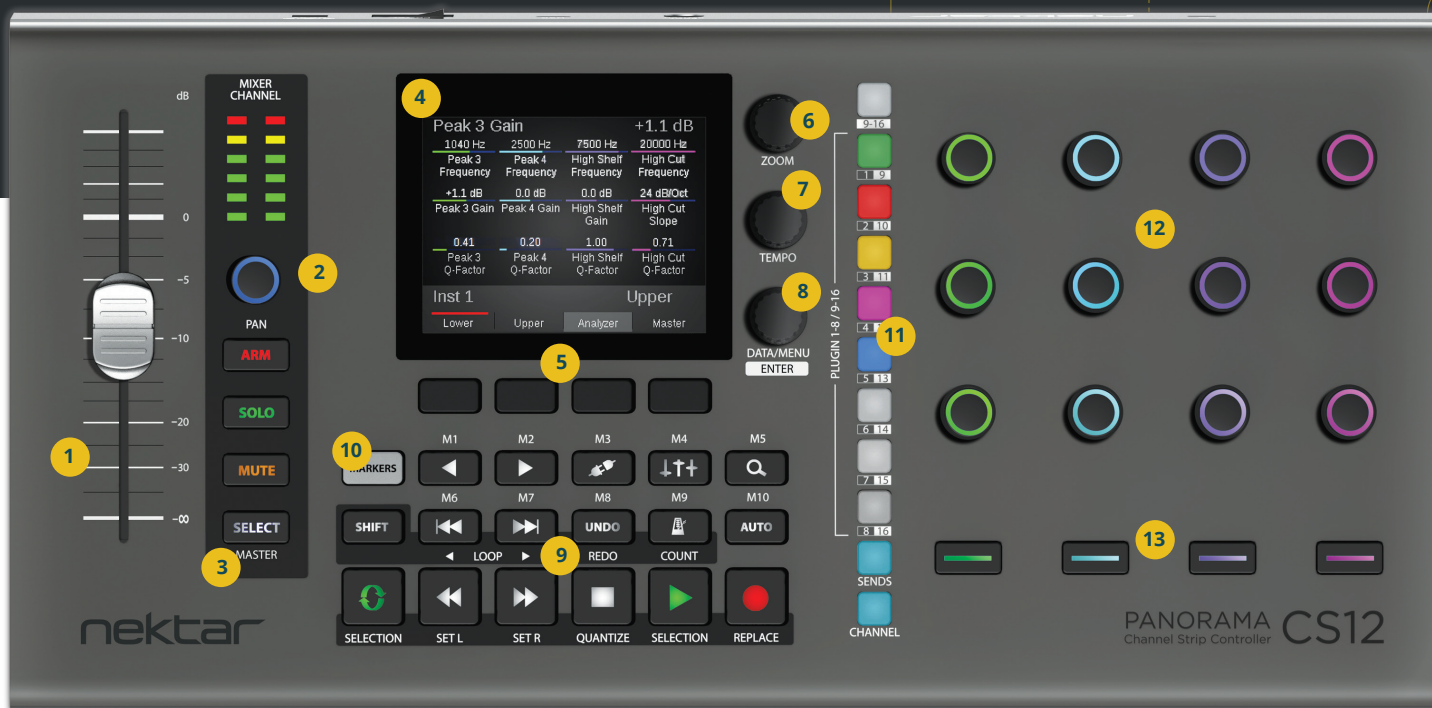 dB
0
-5
-10
-20
-30
-∞
1
MIXER
CHANNEL
2
PAN
ARM
SOLO
MUTE
SELECT
MASTER
3
nektar
4
Peak 3 Gain +1.1 dB
1040 Hz 2500 Hz 7500 Hz 20000 Hz
Peak 3 Peak 4 High Shelf High Cut
Frequency Frequency Frequency Frequency
+1.1 dB 0.0 dB 0.0 dB 24 dB/Oct
Peak 3 Gain Peak 4 Gain High Shelf High Cut
Gain Slope
0.41 0.20 1.00 0.71
Peak 3 Peak 4 High Shelf High Cut
Q-Factor Q-Factor Q-Factor Q-Factor
Inst 1 Upper
Lower Upper Analyzer Master
5
6
ZOOM
7
TEMPO
8
DATA/MENU
ENTER
10
MARKERS
M1 M2 M3 M4 M5
M6 M7 M8 M9 M10
SHIFT UNDO AUTO
LOOP 9 REDO COUNT
SELECTION SET L SET R QUANTIZE SELECTION REPLACE
PLUGIN 1-8 / 9-16
9-16
1 9
2 10
3 11
4
11
5 13
6 14
7 15
8 16
SENDS
CHANNEL
12
13
PANORAMA
Channel Strip Controller
CS12